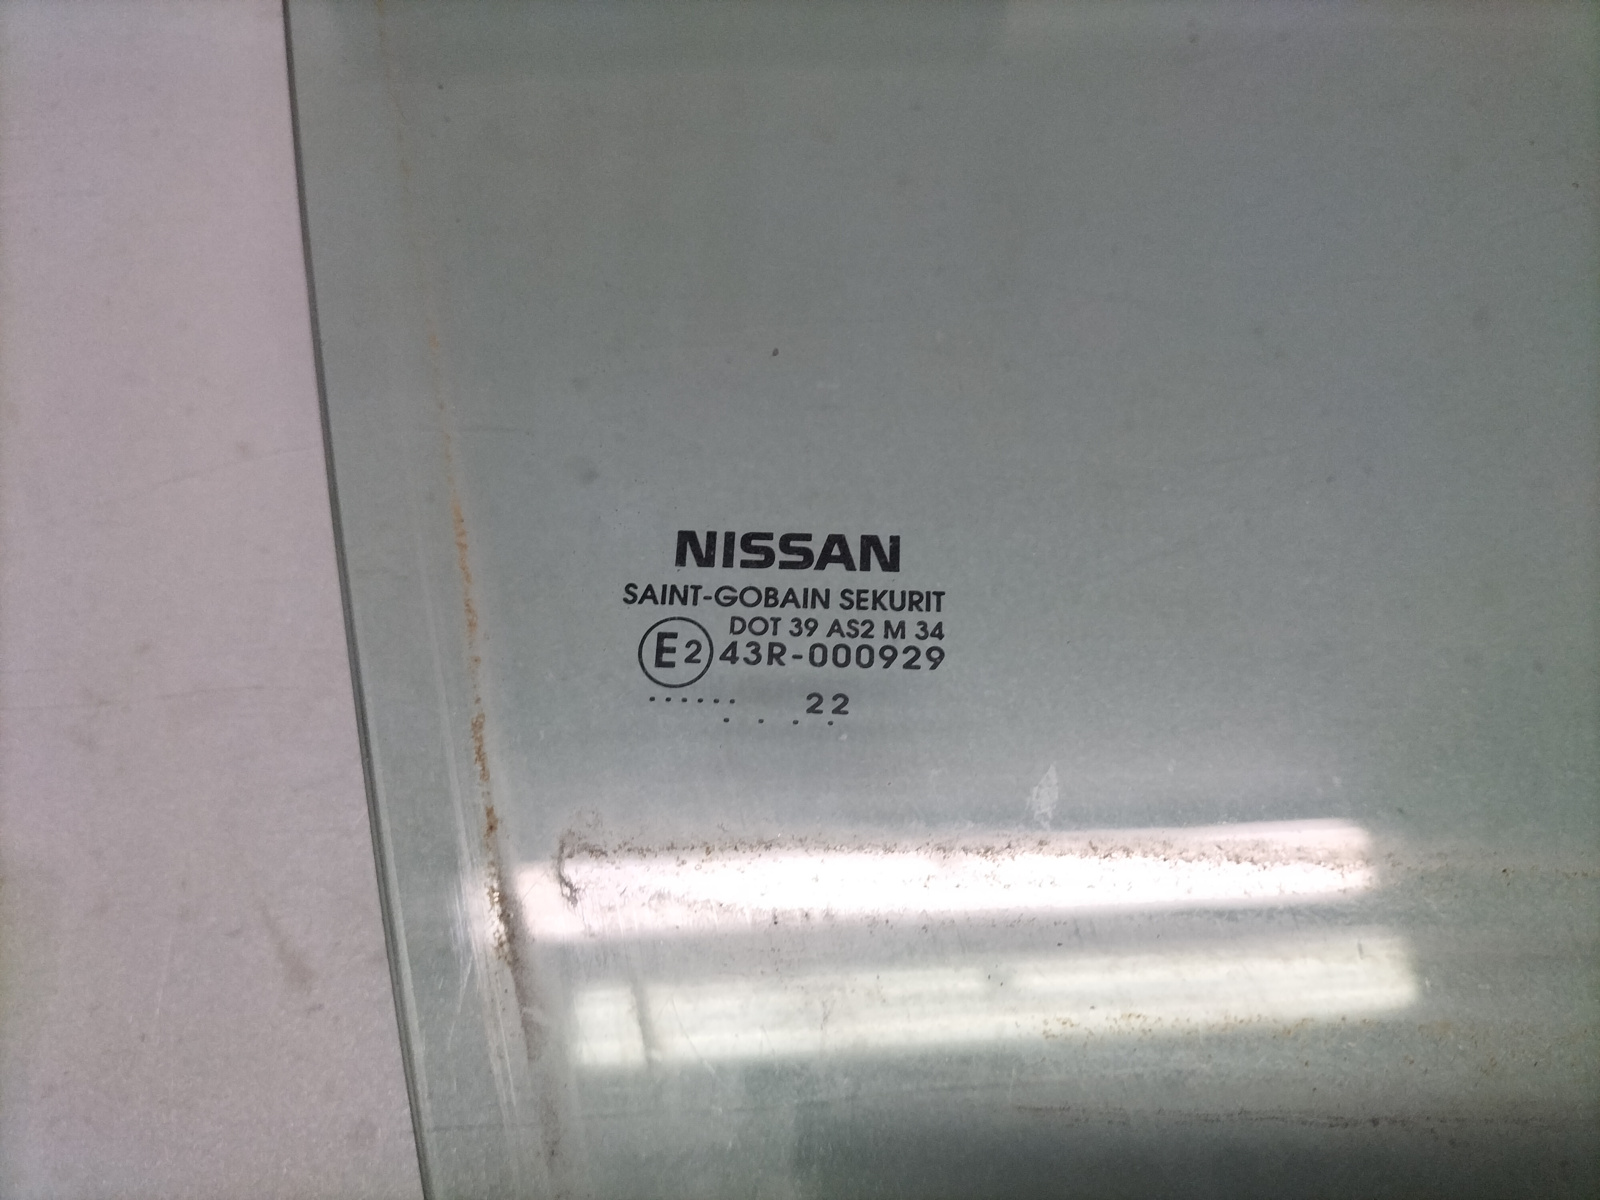 NISSAN
SAINT-GOBAIN SEKURIT
DOT 39 AS2 M 34
E2 43R-000929
...... 22
. . . .